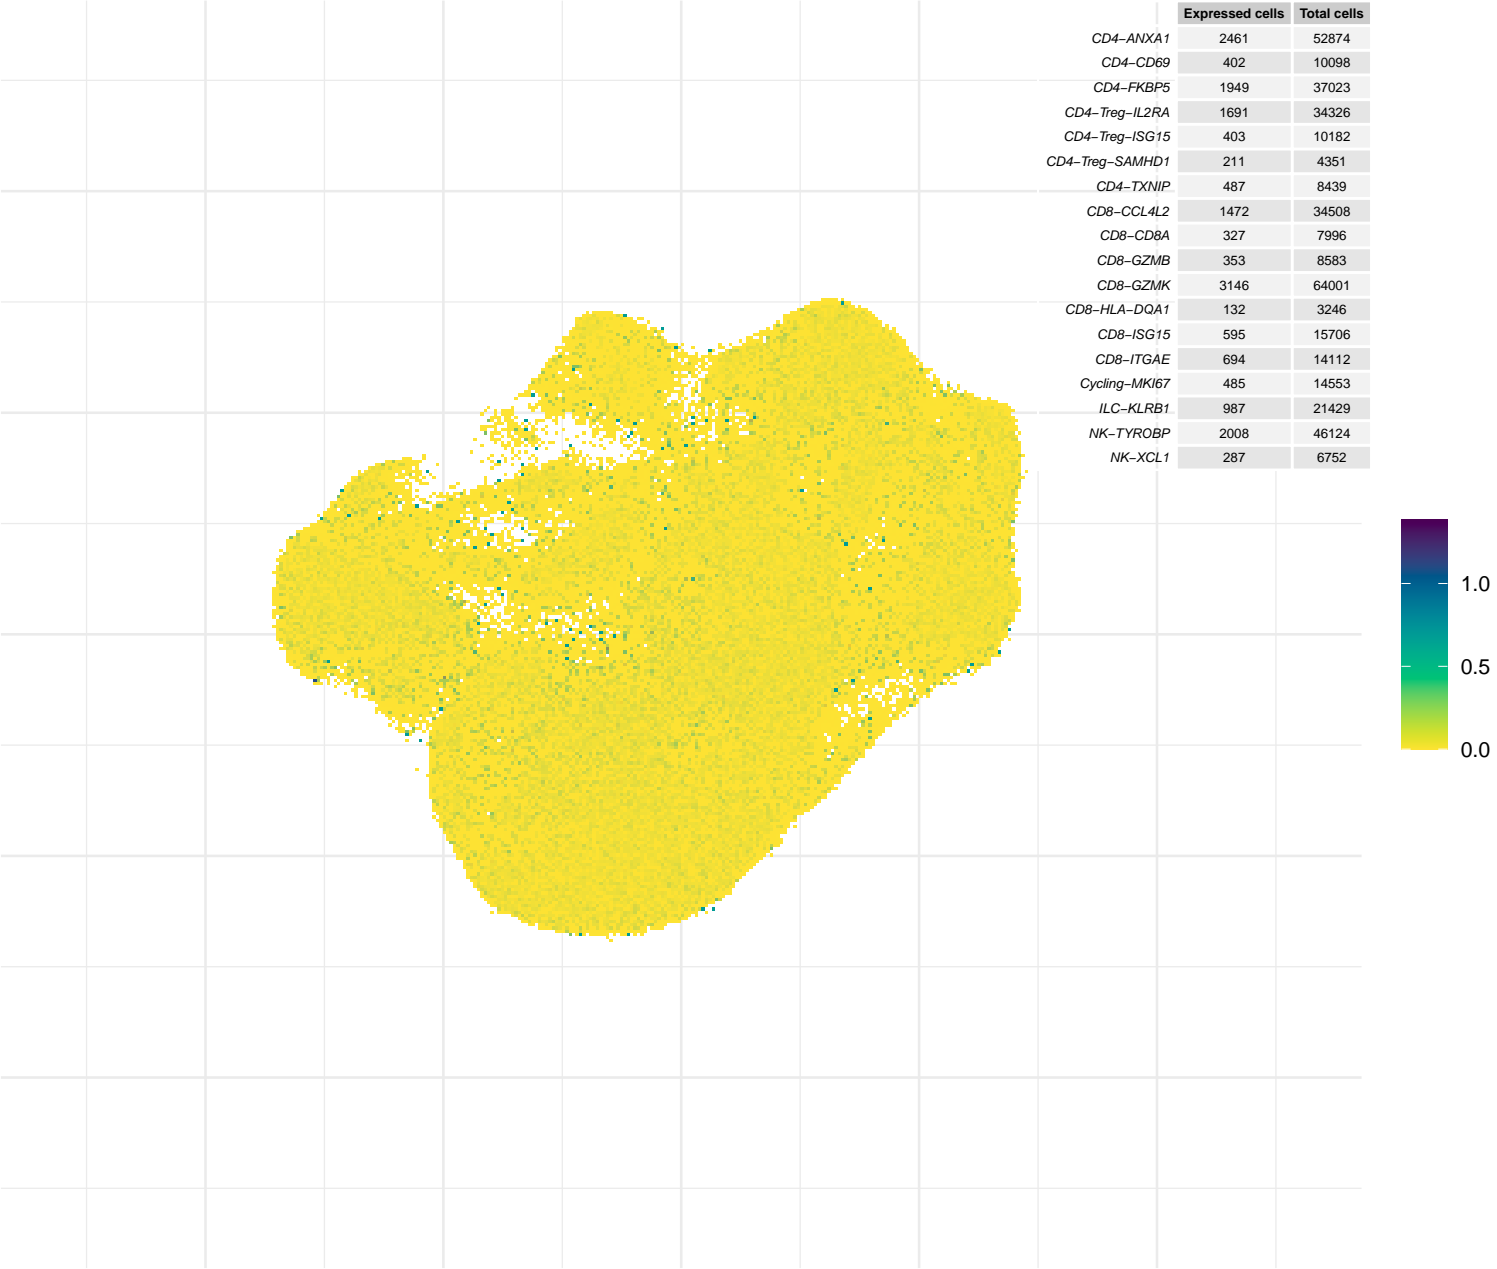 Expressed cells Total cells
CD4−ANXA1 2461 52874
CD4−CD69 402 10098
CD4−FKBP5 1949 37023
CD4−Treg−IL2RA 1691 34326
CD4−Treg−ISG15 403 10182
CD4−Treg−SAMHD1 211 4351
CD4−TXNIP 487 8439
CD8−CCL4L2 1472 34508
CD8−CD8A 327 7996
CD8−GZMB 353 8583
CD8−GZMK 3146 64001
CD8−HLA−DQA1 132 3246
CD8−ISG15 595 15706
CD8−ITGAE 694 14112
Cycling−MKI67 485 14553
ILC−KLRB1 987 21429
NK−TYROBP 2008 46124
NK−XCL1 287 6752
1.0
0.5
0.0